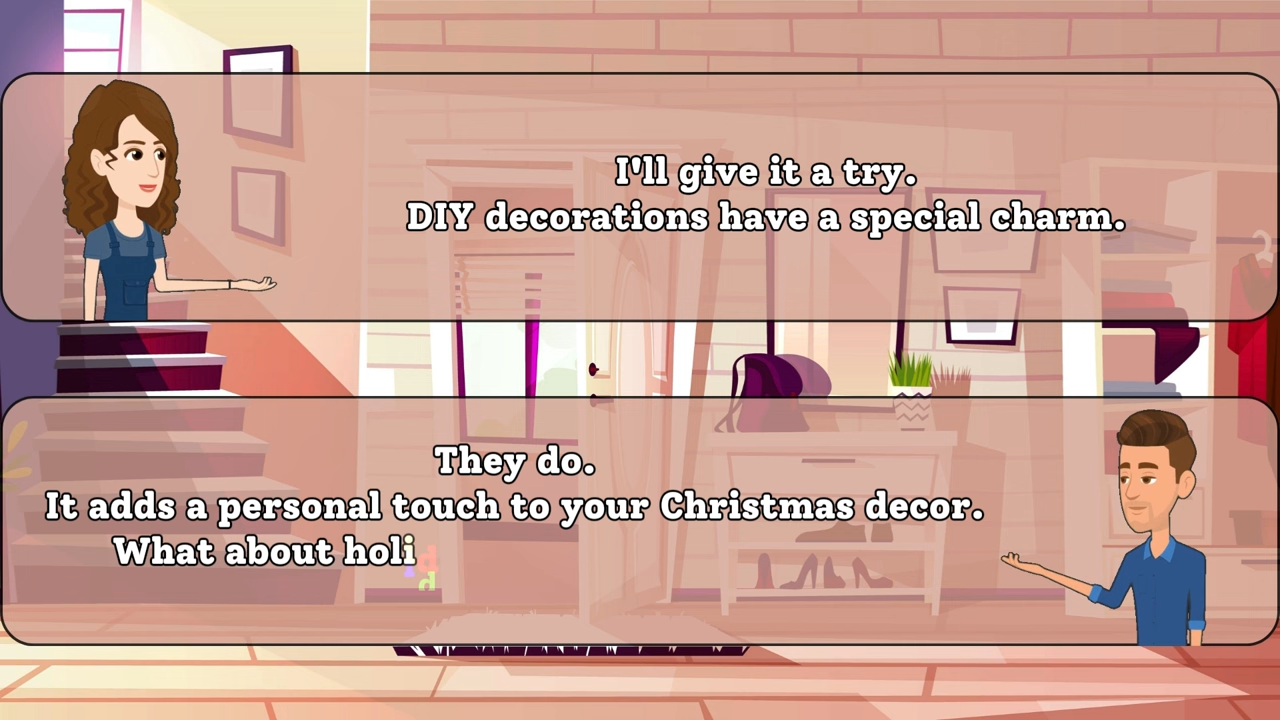 I'll give it a try.
DIY decorations have a special charm.
They do.
It adds a personal touch to your Christmas decor.
What about holi